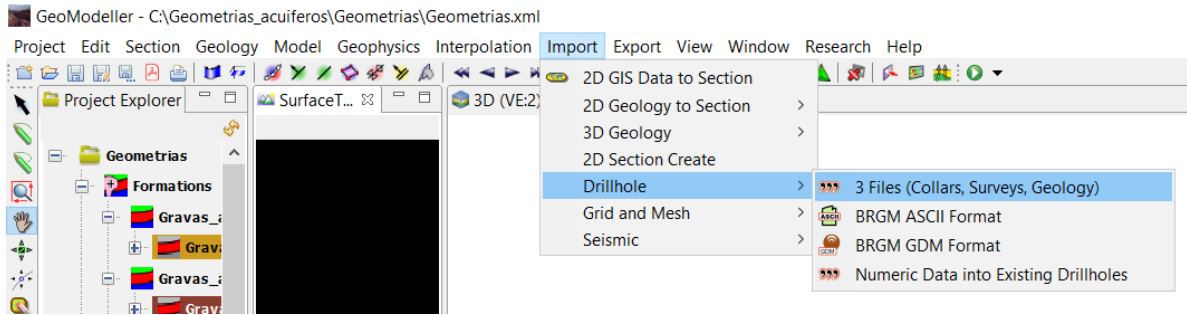 GeoModeller - C:\Geometrias_acuiferos\Geometrias\Geometrias.xml
Project Edit Section Geology Model Geophysics Interpolation Import Export View Window Research Help
Project Explorer
SurfaceT...
3D (VE:2)
Geometrias
Formations
Gravas_a
Grava
Gravas_a
Grava
2D GIS Data to Section
2D Geology to Section
3D Geology
2D Section Create
Drillhole
Grid and Mesh
Seismic
3 Files (Collars, Surveys, Geology)
ASCII BRGM ASCII Format
GDM BRGM GDM Format
Numeric Data into Existing Drillholes